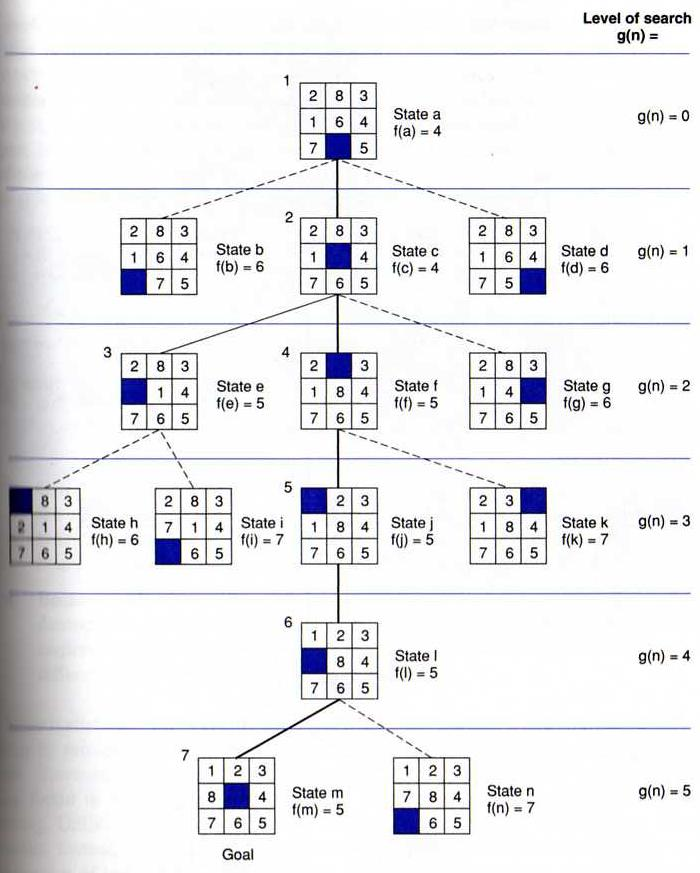 Level of search
g(n) =
1
2 8 3
1 6 4
7 5
State a
f(a) = 4
g(n) = 0
2 8 3
1 6 4
7 5
State b
f(b) = 6
2
2 8 3
1 4
7 6 5
State c
f(c) = 4
2 8 3
1 6 4
7 5
State d
f(d) = 6
g(n) = 1
3
2 8 3
1 4
7 6 5
State e
f(e) = 5
4
2 3
1 8 4
7 6 5
State f
f(f) = 5
2 8 3
1 4
7 6 5
State g
f(g) = 6
g(n) = 2
8 3
2 1 4
7 6 5
State h
f(h) = 6
2 8 3
7 1 4
6 5
State i
f(i) = 7
5
2 3
1 8 4
7 6 5
State j
f(j) = 5
2 3
1 8 4
7 6 5
State k
f(k) = 7
g(n) = 3
6
1 2 3
8 4
7 6 5
State l
f(l) = 5
g(n) = 4
7
1 2 3
8 4
7 6 5
State m
f(m) = 5
Goal
1 2 3
7 8 4
6 5
State n
f(n) = 7
g(n) = 5